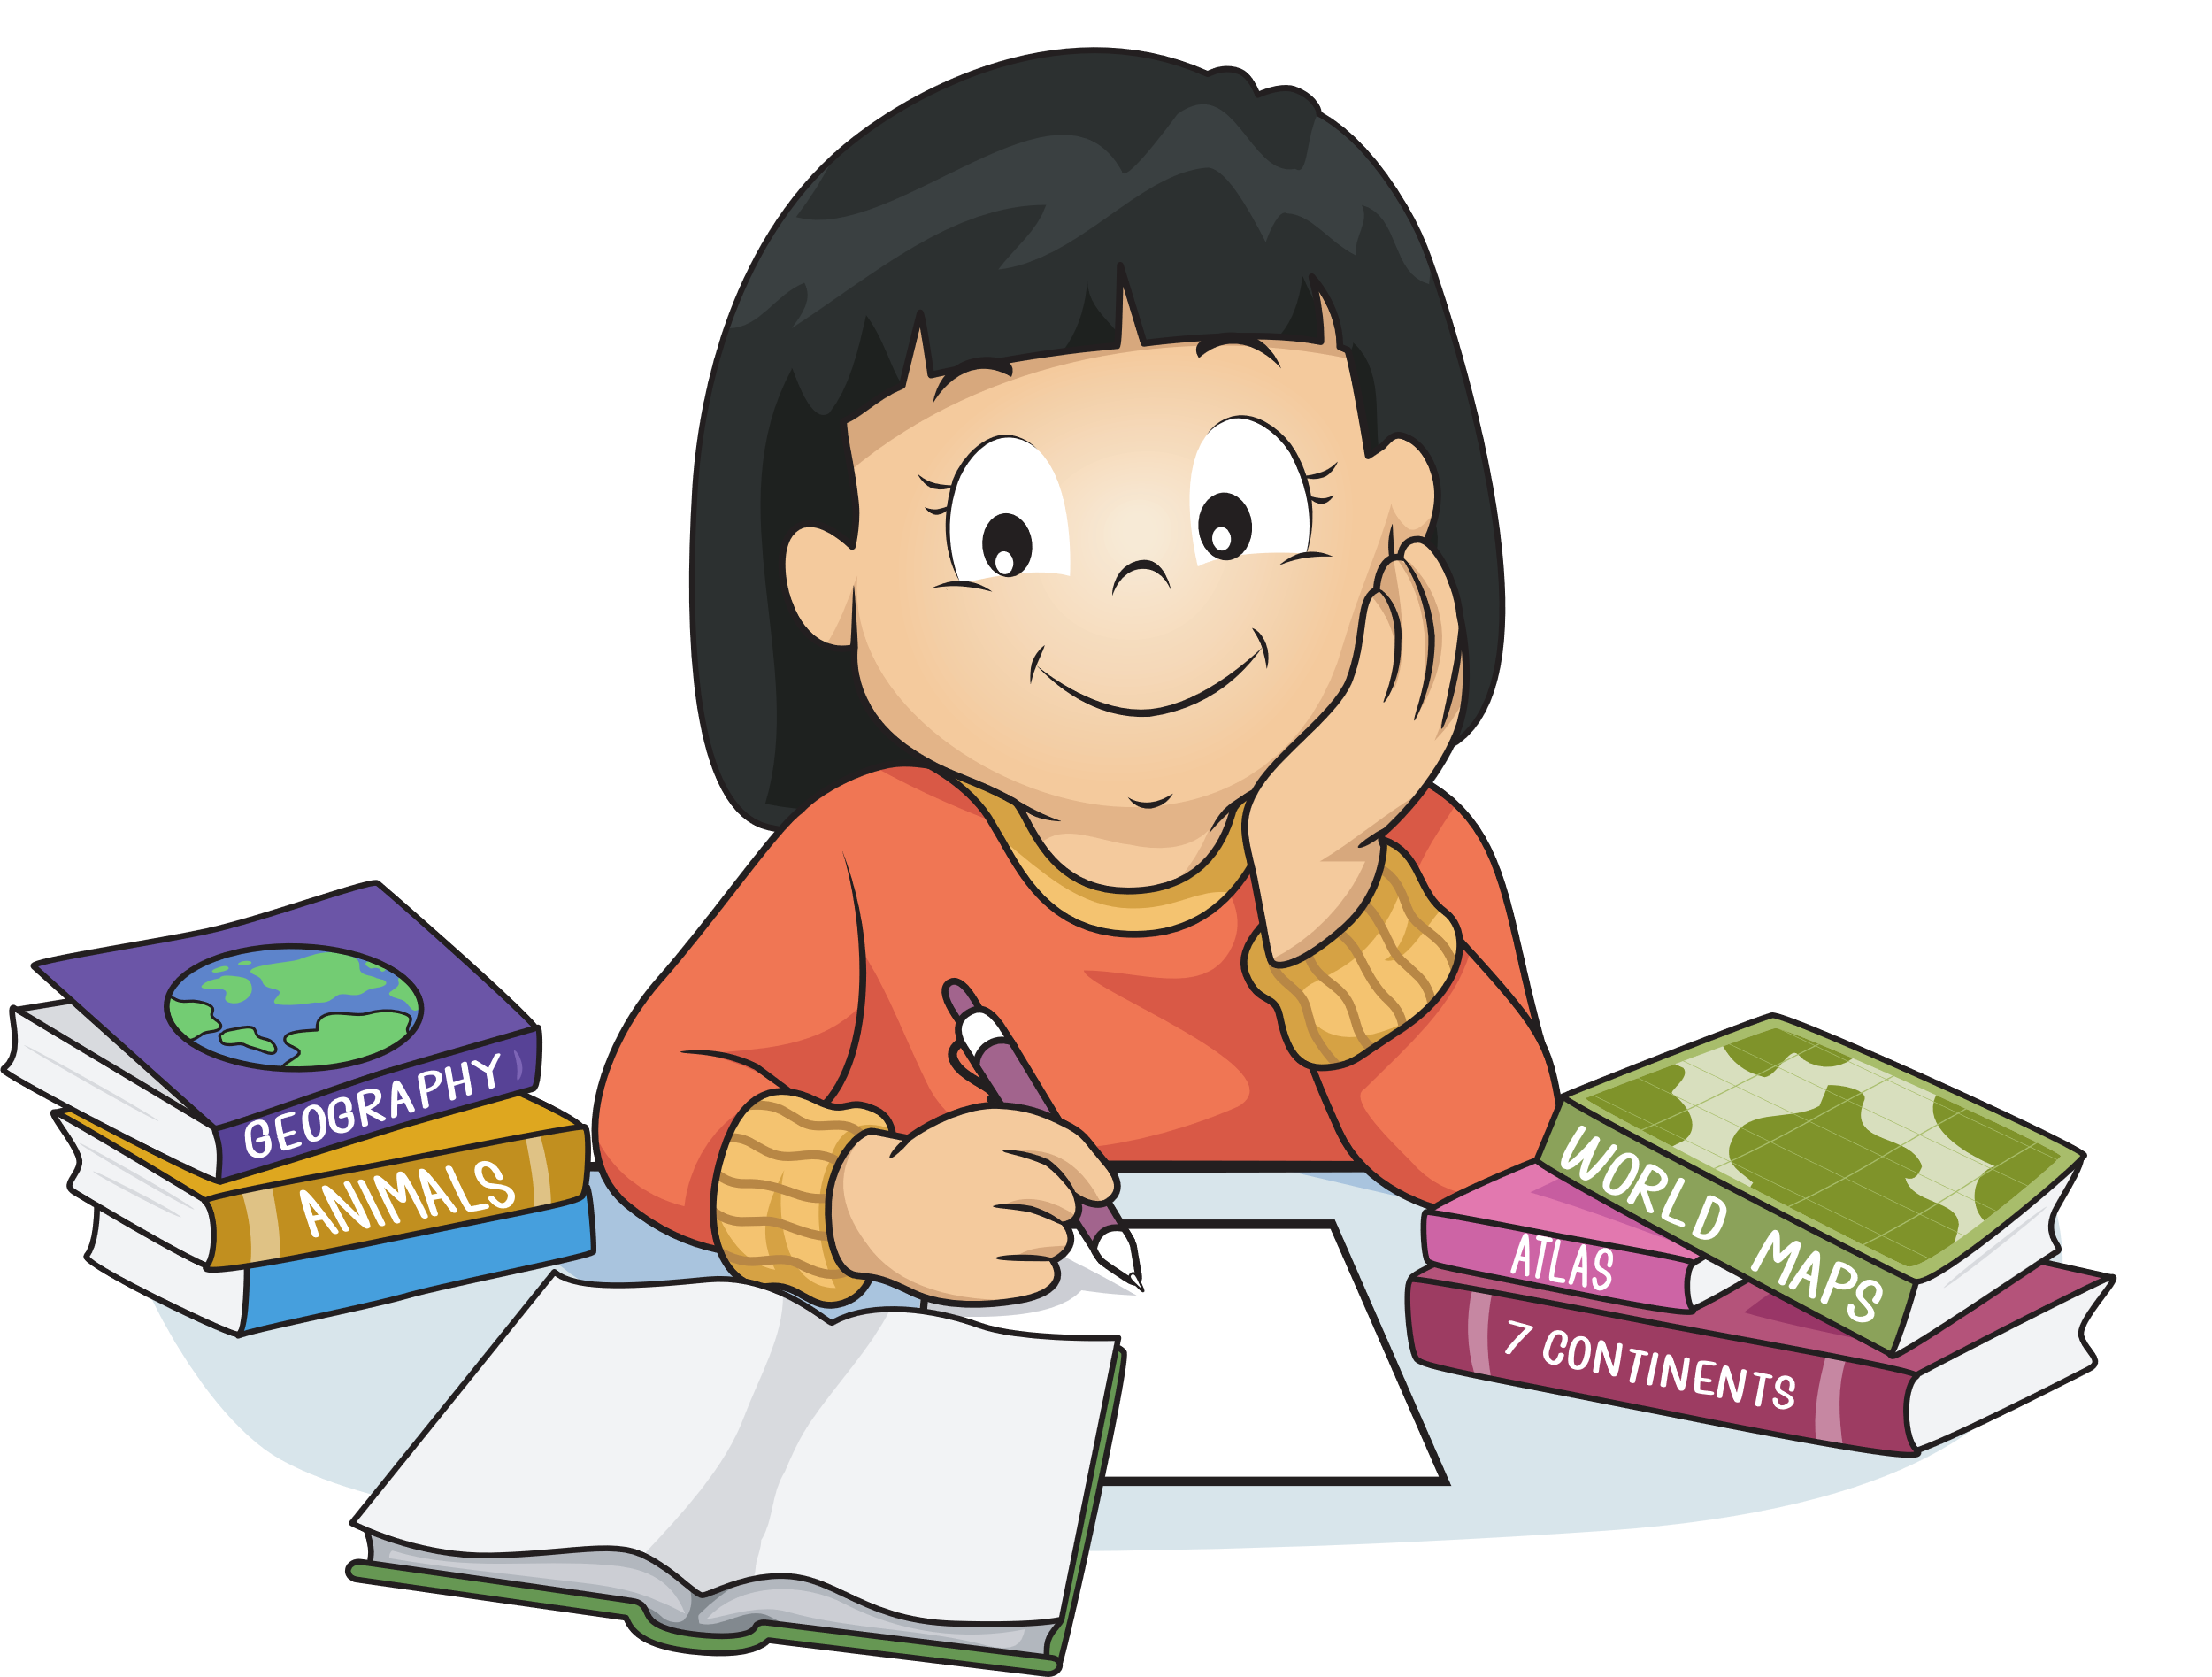 GEOGRAPHY
ANIMALS
WORLD MAPS
ATLAS
7 CONTINENTS